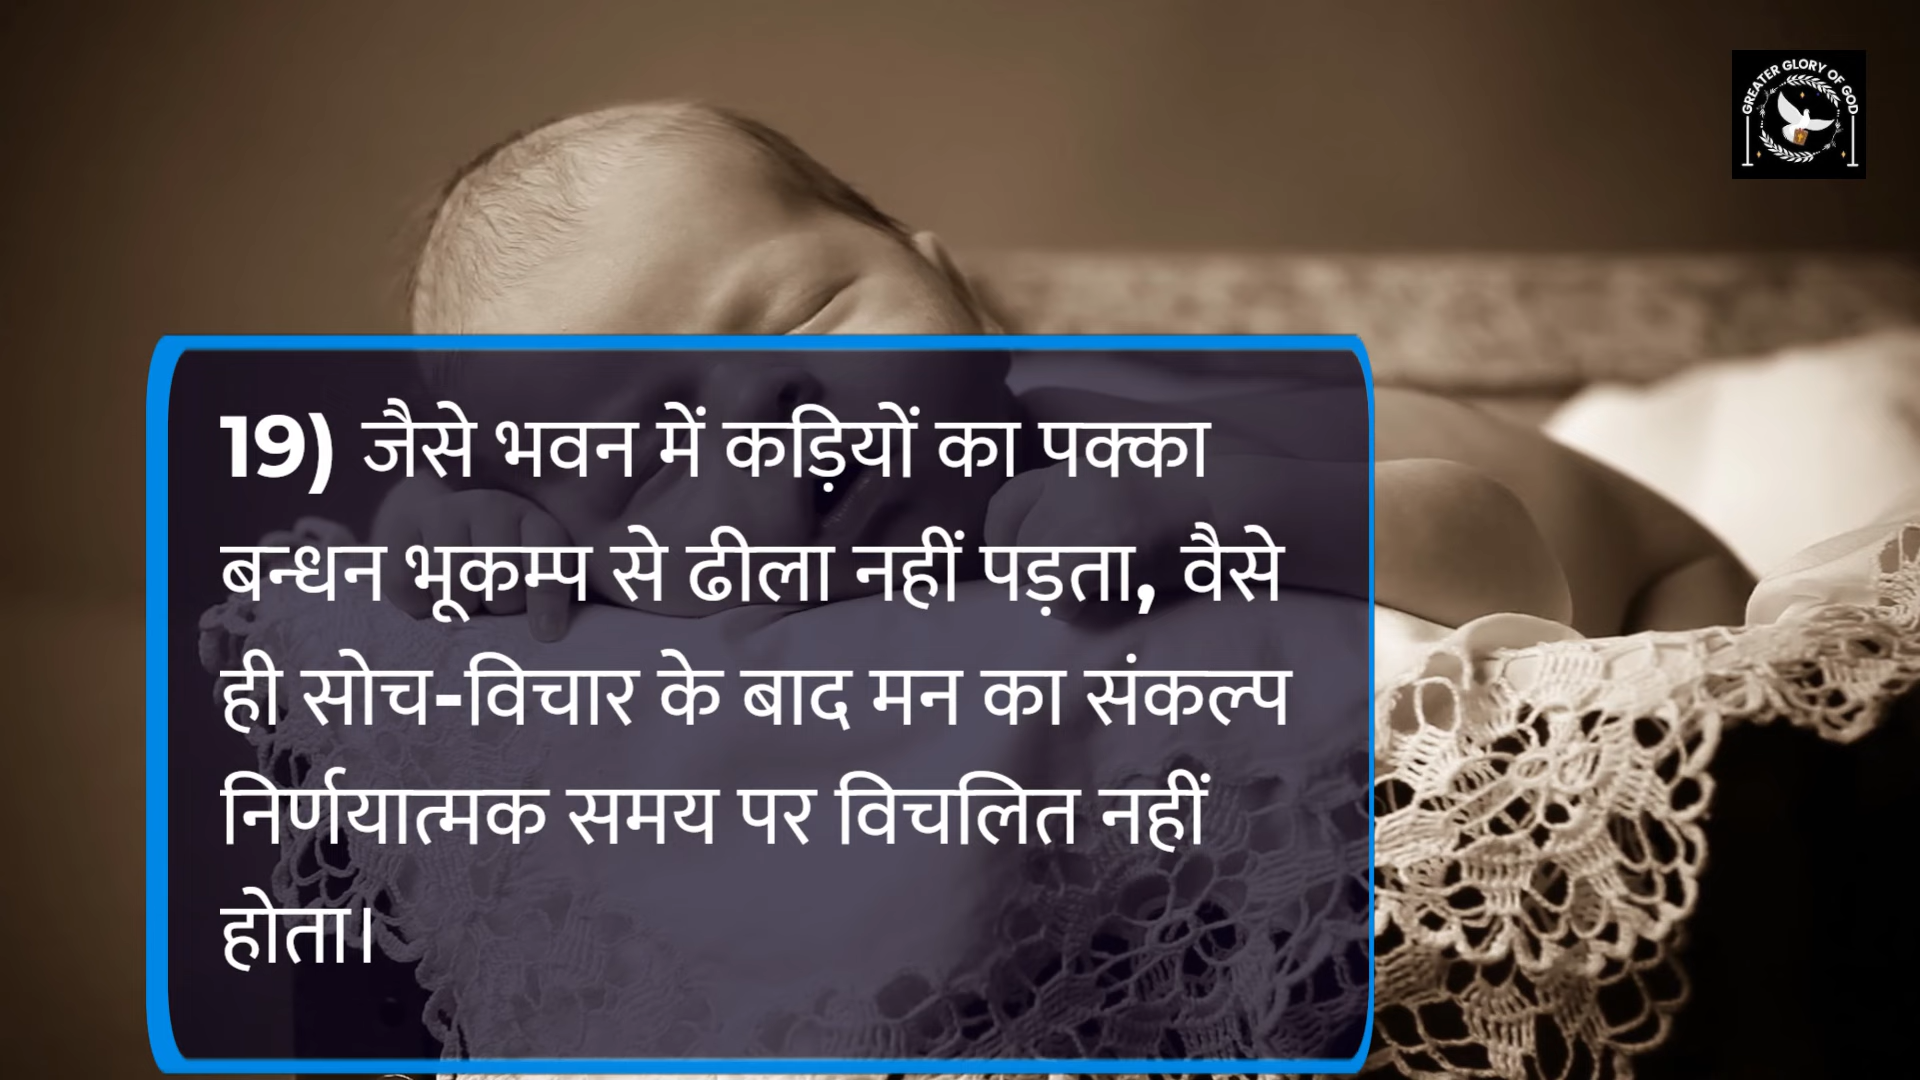 GREATER GLORY OF GOD
19) जैसे भवन में कड़ियों का पक्का
बन्धन भूकम्प से ढीला नहीं पड़ता, वैसे
ही सोच-विचार के बाद मन का संकल्प
निर्णयात्मक समय पर विचलित नहीं
होता।